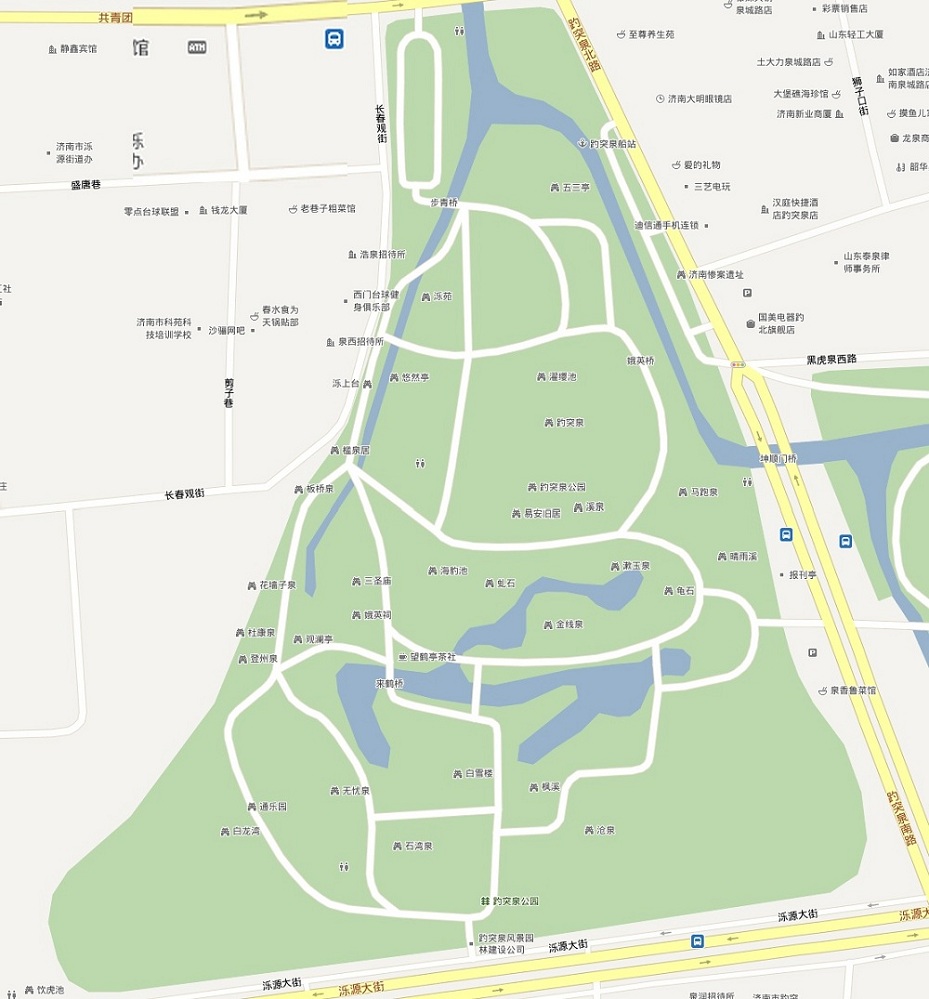 共青团
馆
ATM
静鑫宾馆
泉城路店
彩票销售店
至尊养生苑
山东轻工大厦
趵突泉北路
土大力泉城路店
如家酒店济
南泉城路店
狮子口街
大堡礁海珍馆
济南大明眼镜店
济南新业商厦
摸鱼儿
长春观街
济南市泺
源街道办
泺
办
趵突泉船站
龙泉商
爱的礼物
韶华
盛唐巷
五三亭
三艺电玩
零点台球联盟
钱龙大厦
老巷子粗菜馆
步青桥
汉庭快捷酒
店趵突泉店
迪信通手机连锁
浩泉招待所
山东泰泉律
师事务所
济南惨案遗址
P
西门台球健
身俱乐部
泺苑
春水食为
天锅贴部
济南市科苑科
技培训学校
沙骊网吧
国美电器趵
北旗舰店
泉西招待所
娥英桥
黑虎泉西路
泺上台
悠然亭
濯缨池
剪子巷
趵突泉
槛泉居
坤顺门桥
板桥泉
长春观街
趵突泉公园
马跑泉
易安旧居
溪泉
庄
晴雨溪
报刊亭
海豹池
漱玉泉
花墙子泉
三圣庙
虬石
龟石
娥英祠
金线泉
杜康泉
观澜亭
登州泉
望鹤亭茶社
P
来鹤桥
泉香鲁菜馆
白雪楼
枫溪
无忧泉
通乐园
白龙湾
沧泉
趵突泉南路
石湾泉
趵突泉公园
趵突泉风景园
林建设公司
泺源大街
泺源大街
泺源大
泺源大街
泺源大街
饮虎池
泉润招待所
济南市趵突